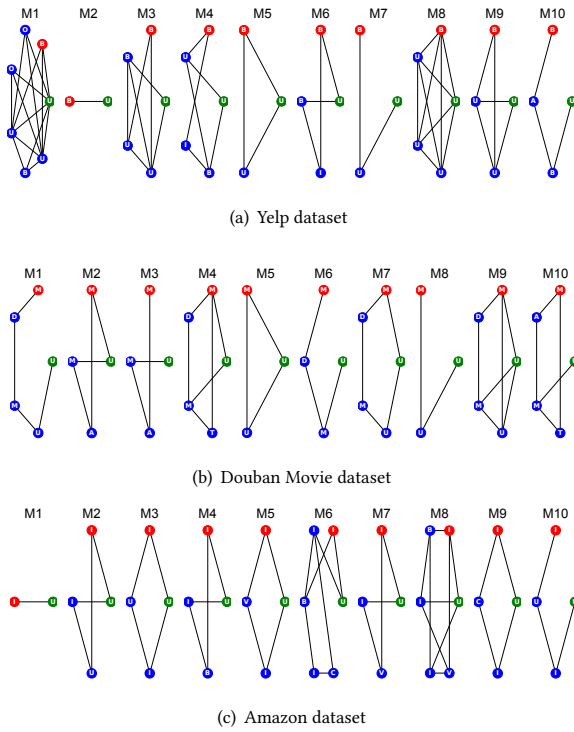 M1 M2 M3 M4 M5 M6 M7 M8 M9 M10
O B B B B B B B B
B
B U U
O
U B U U U U B U U U U U A U
U
U I U
U
B U B U I U U U B
(a) Yelp dataset
M1 M2 M3 M4 M5 M6 M7 M8 M9 M10
M M M M M M M M M M
D D D D A
U M U M U U U D U U U U U
M M M M M
U A A T U M U U U T
(b) Douban Movie dataset
M1 M2 M3 M4 M5 M6 M7 M8 M9 M10
I I I I I I I B I I I
I U I U U U I U V U B U I U I U C U U U
U I B I I C V I V I I
(c) Amazon dataset